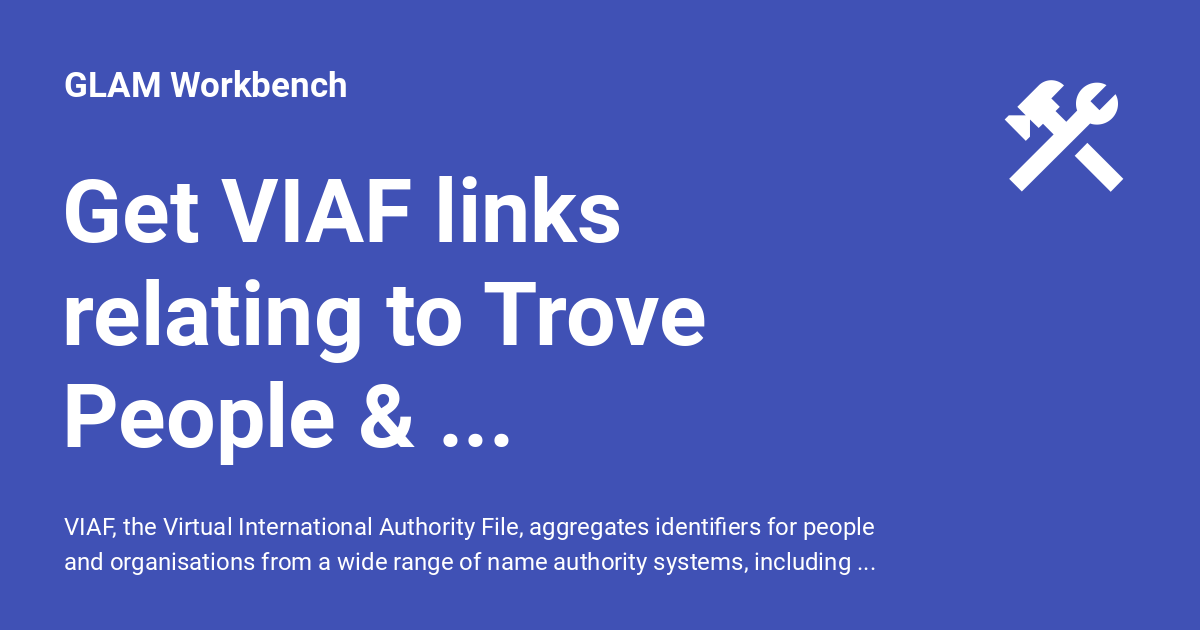 GLAM Workbench
Get VIAF links
relating to Trove
People & ...
VIAF, the Virtual International Authority File, aggregates identifiers for people
and organisations from a wide range of name authority systems, including ...